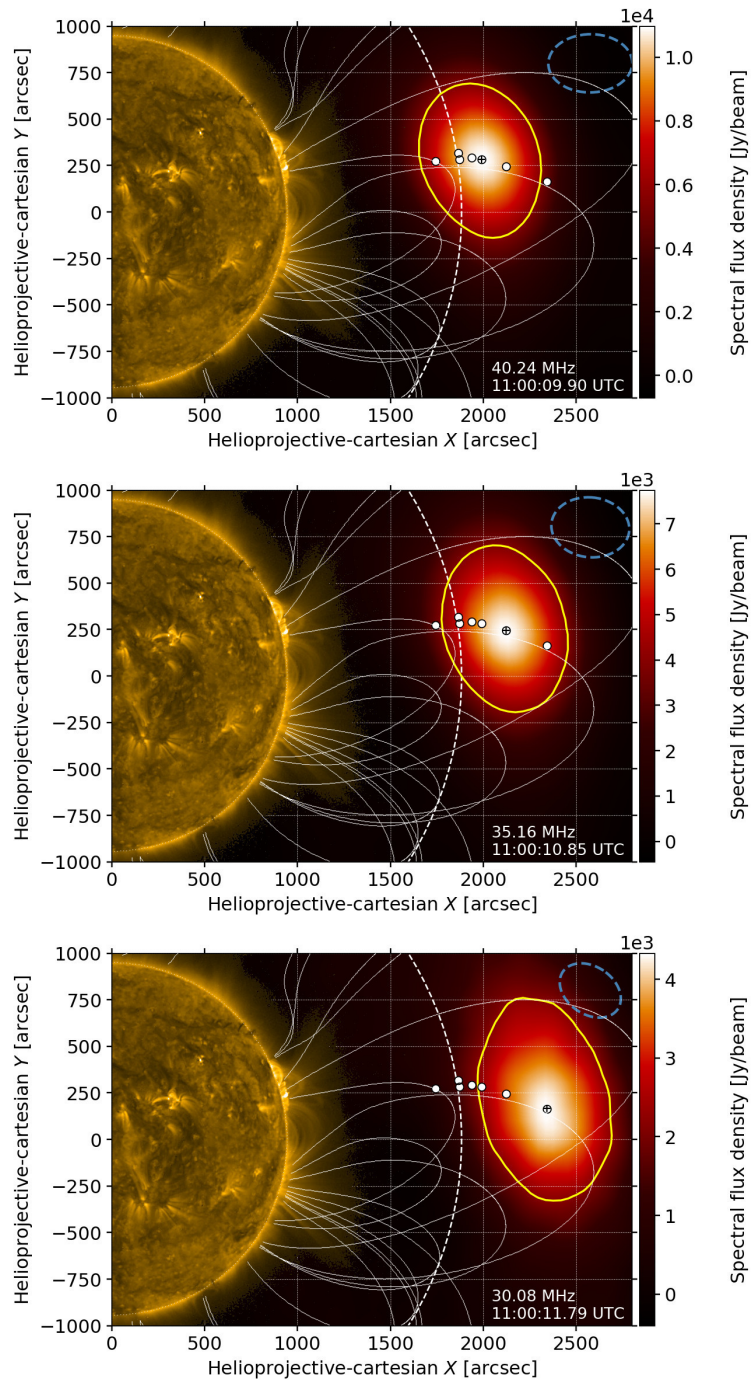 1e4
1000
750
500
250
0
−250
−500
−750
−1000
Helioprojective-cartesian Y [arcsec]
40.24 MHz
11:00:09.90 UTC
0 500 1000 1500 2000 2500
Helioprojective-cartesian X [arcsec]
1.0
0.8
0.6
0.4
0.2
0.0
Spectral flux density [Jy/beam]
1e3
1000
750
500
250
0
−250
−500
−750
−1000
Helioprojective-cartesian Y [arcsec]
35.16 MHz
11:00:10.85 UTC
0 500 1000 1500 2000 2500
Helioprojective-cartesian X [arcsec]
7
6
5
4
3
2
1
0
Spectral flux density [Jy/beam]
1e3
1000
750
500
250
0
−250
−500
−750
−1000
Helioprojective-cartesian Y [arcsec]
30.08 MHz
11:00:11.79 UTC
0 500 1000 1500 2000 2500
Helioprojective-cartesian X [arcsec]
4
3
2
1
0
Spectral flux density [Jy/beam]